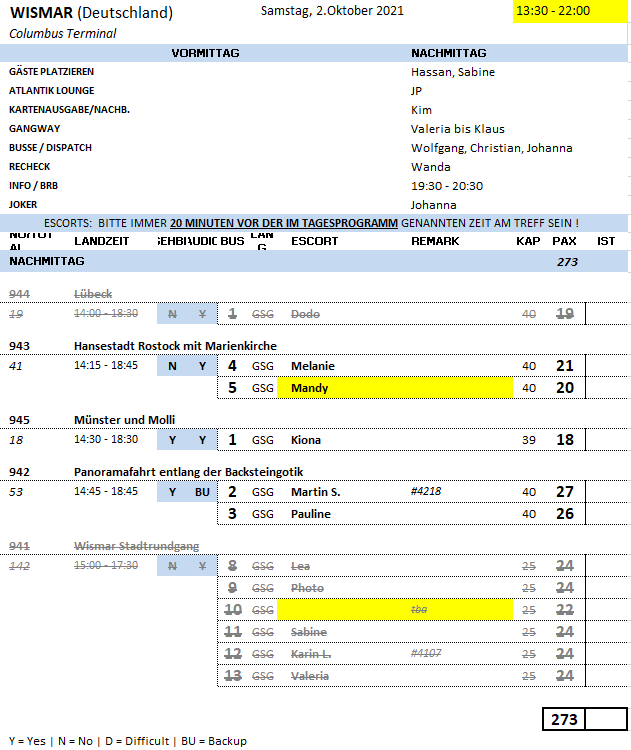 WISMAR (Deutschland) Samstag, 2.Oktober 2021 13:30 - 22:00
Columbus Terminal
VORMITTAG NACHMITTAG
GÄSTE PLATZIEREN Hassan, Sabine
ATLANTIK LOUNGE JP
KARTENAUSGABE/NACHB. Kim
GANGWAY Valeria bis Klaus
BUSSE / DISPATCH Wolfgang, Christian, Johanna
RECHECK Wanda
INFO / BRB 19:30 - 20:30
JOKER Johanna
ESCORTS: BITTE IMMER 20 MINUTEN VOR DER IM TAGESPROGRAMM GENANNTEN ZEIT AM TREFF SEIN !
LANDZEIT BUS ESCORT REMARK KAP PAX IST
NACHMITTAG 273
944 Lübeck
19 14:00 - 18:30 N Y 1 GSG Dodo 40 19
943 Hansestadt Rostock mit Marienkirche
41 14:15 - 18:45 N Y 4 GSG Melanie 40 21
5 GSG Mandy 40 20
945 Münster und Molli
18 14:30 - 18:30 Y Y 1 GSG Kiona 39 18
942 Panoramafahrt entlang der Backsteingotik
53 14:45 - 18:45 Y BU 2 GSG Martin S. #4218 40 27
3 GSG Pauline 40 26
941 Wismar Stadtrundgang
142 15:00 - 17:30 N Y 8 GSG Lea 25 24
9 GSG Photo 25 24
10 GSG tba 25 22
11 GSG Sabine 25 24
12 GSG Karin L. #4107 25 24
13 GSG Valeria 25 24
273
Y = Yes | N = No | D = Difficult | BU = Backup